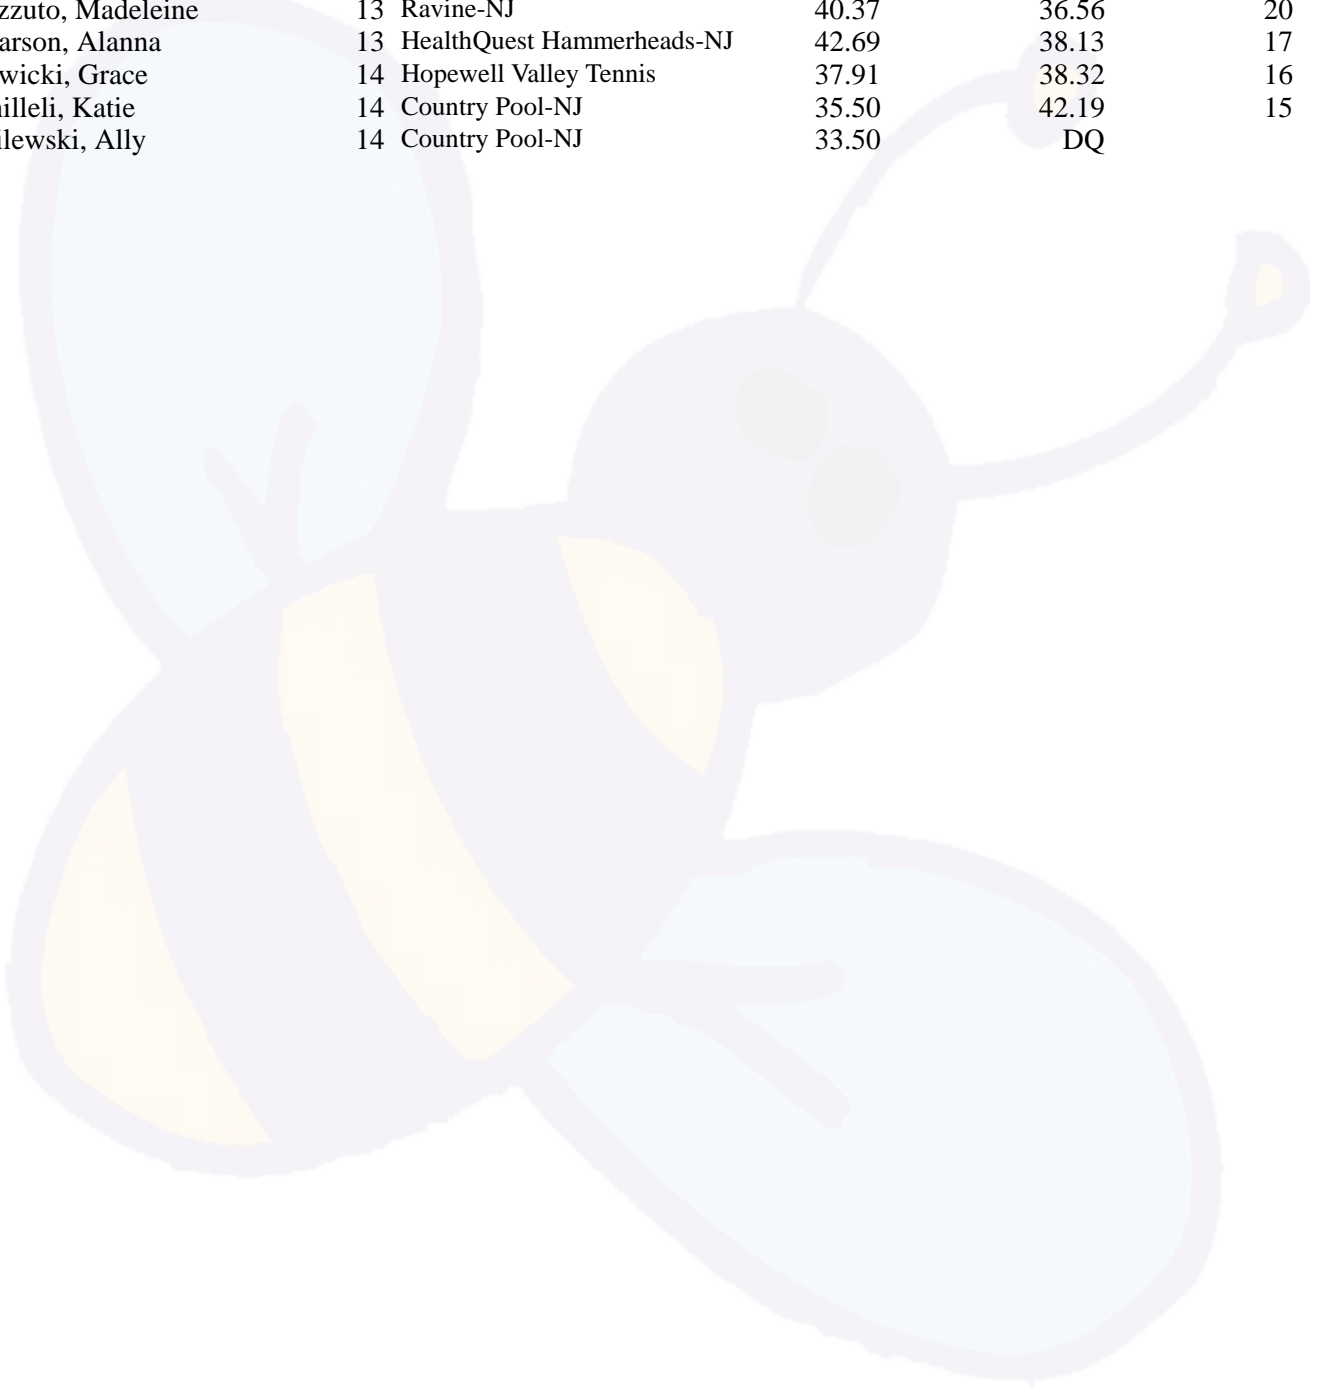 zzuto, Madeleine 13 Ravine-NJ 40.37 36.56 20
arson, Alanna 13 HealthQuest Hammerheads-NJ 42.69 38.13 17
wicki, Grace 14 Hopewell Valley Tennis 37.91 38.32 16
illeli, Katie 14 Country Pool-NJ 35.50 42.19 15
ilewski, Ally 14 Country Pool-NJ 33.50 DQ